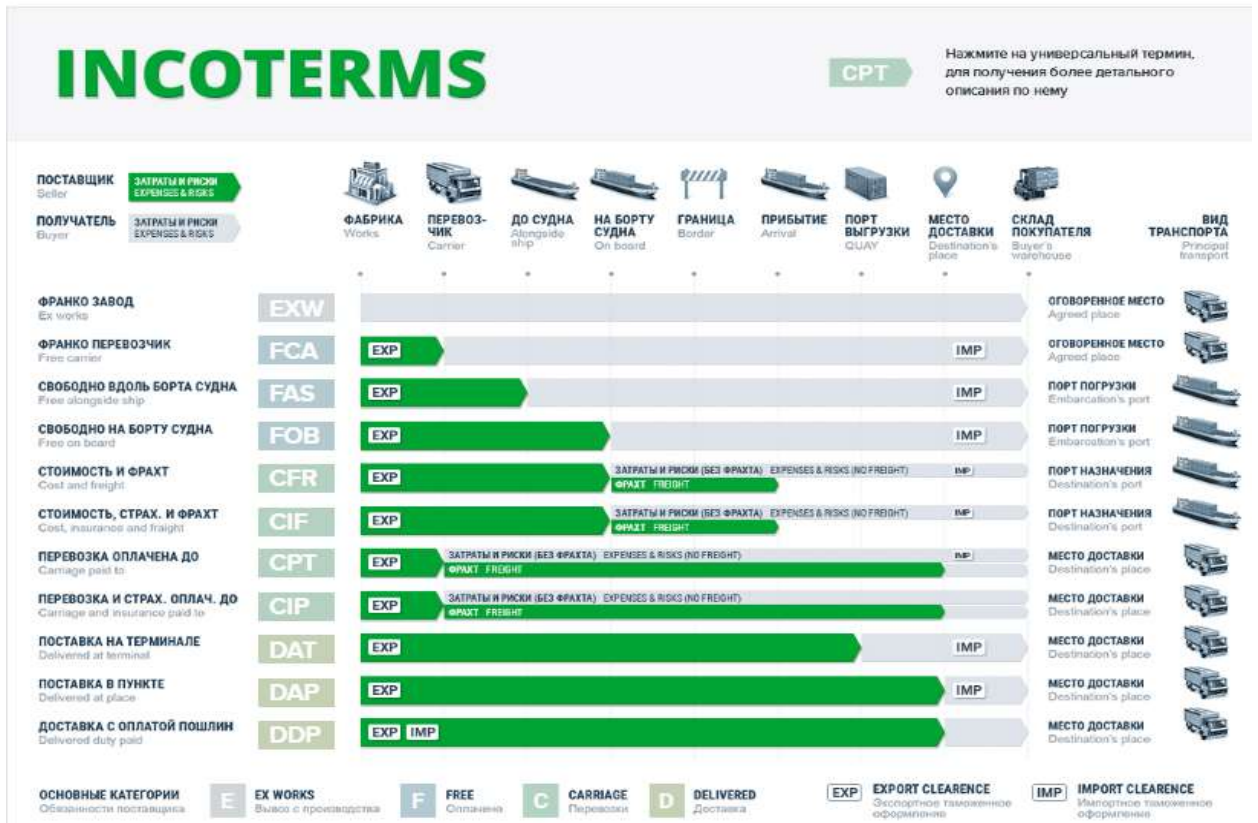 INCOTERMS
CPT
Нажмите на универсальный термин,
для получения более детального
описания по нему
ПОСТАВЩИК
Seller
ЗАТРАТЫ И РИСКИ
EXPENSES & RISKS
ПОЛУЧАТЕЛЬ
Buyer
ЗАТРАТЫ И РИСКИ
EXPENSES & RISKS
ФАБРИКА
Works
ПЕРЕВОЗ-
ЧИК
Carrier
ДО СУДНА
Alongside
ship
НА БОРТУ
СУДНА
On board
ГРАНИЦА
Border
ПРИБЫТИЕ
Arrival
ПОРТ
ВЫГРУЗКИ
QUAY
МЕСТО
ДОСТАВКИ
Destination's
place
СКЛАД
ПОКУПАТЕЛЯ
Buyer's
warehouse
ВИД
ТРАНСПОРТА
Principal
transport
ФРАНКО ЗАВОД
Ex works
EXW
ОГОВОРЕННОЕ МЕСТО
Agreed place
ФРАНКО ПЕРЕВОЗЧИК
Free carrier
FCA
EXP
IMP
ОГОВОРЕННОЕ МЕСТО
Agreed place
СВОБОДНО ВДОЛЬ БОРТА СУДНА
Free alongside ship
FAS
EXP
IMP
ПОРТ ПОГРУЗКИ
Embarcation's port
СВОБОДНО НА БОРТУ СУДНА
Free on board
FOB
EXP
IMP
ПОРТ ПОГРУЗКИ
Embarcation's port
СТОИМОСТЬ И ФРАХТ
Cost and freight
CFR
EXP
ЗАТРАТЫ И РИСКИ (БЕЗ ФРАХТА) EXPENSES & RISKS (NO FREIGHT)
IMP
ФРАХТ FREIGHT
ПОРТ НАЗНАЧЕНИЯ
Destination's port
СТОИМОСТЬ, СТРАХ. И ФРАХТ
Cost, insurance and fraight
CIF
EXP
ЗАТРАТЫ И РИСКИ (БЕЗ ФРАХТА) EXPENSES & RISKS (NO FREIGHT)
IMP
ФРАХТ FREIGHT
ПОРТ НАЗНАЧЕНИЯ
Destination's port
ПЕРЕВОЗКА ОПЛАЧЕНА ДО
Carriage paid to
CPT
EXP
ЗАТРАТЫ И РИСКИ (БЕЗ ФРАХТА) EXPENSES & RISKS (NO FREIGHT)
IMP
ФРАХТ FREIGHT
МЕСТО ДОСТАВКИ
Destination's place
ПЕРЕВОЗКА И СТРАХ. ОПЛАЧ. ДО
Carriage and insurance paid to
CIP
EXP
ЗАТРАТЫ И РИСКИ (БЕЗ ФРАХТА) EXPENSES & RISKS (NO FREIGHT)
ФРАХТ FREIGHT
МЕСТО ДОСТАВКИ
Destination's place
ПОСТАВКА НА ТЕРМИНАЛЕ
Delivered at terminal
DAT
EXP
IMP
МЕСТО ДОСТАВКИ
Destination's place
ПОСТАВКА В ПУНКТЕ
Delivered at place
DAP
EXP
IMP
МЕСТО ДОСТАВКИ
Destination's place
ДОСТАВКА С ОПЛАТОЙ ПОШЛИН
Delivered duty paid
DDP
EXP IMP
МЕСТО ДОСТАВКИ
Destination's place
ОСНОВНЫЕ КАТЕГОРИИ
Обязанности поставщика
E
EX WORKS
Вывоз с производства
F
FREE
Оплачено
C
CARRIAGE
Перевозки
D
DELIVERED
Доставка
EXP
EXPORT CLEARENCE
Экспортное таможенное
оформление
IMP
IMPORT CLEARENCE
Импортное таможенное
оформление